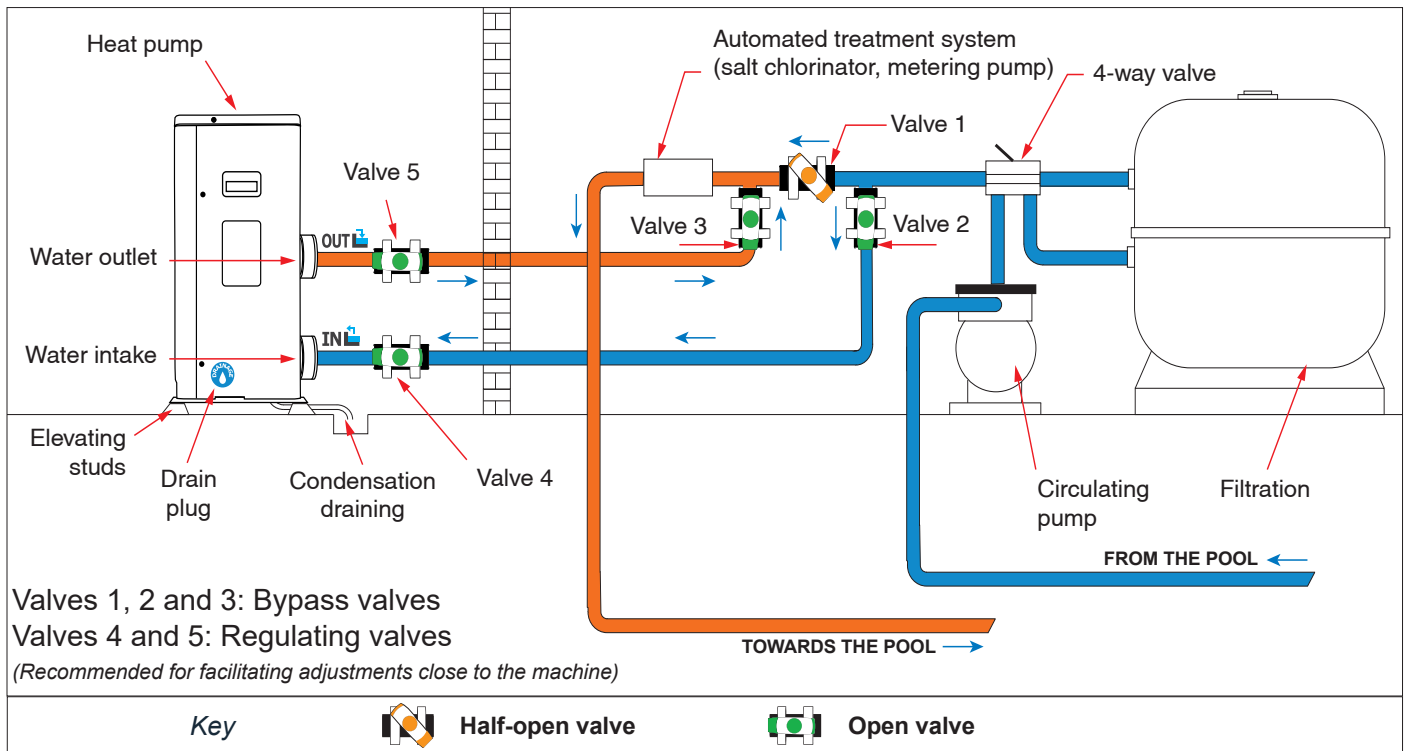 Heat pump
Automated treatment system
(salt chlorinator, metering pump)
4-way valve
Valve 1
Valve 5
Valve 3
Valve 2
OUT
Water outlet
IN
Water intake
DRAINAGE
Elevating
studs
Drain
plug
Condensation
draining
Valve 4
Circulating
pump
Filtration
FROM THE POOL
Valves 1, 2 and 3: Bypass valves
Valves 4 and 5: Regulating valves
TOWARDS THE POOL
(Recommended for facilitating adjustments close to the machine)
Key
Half-open valve
Open valve